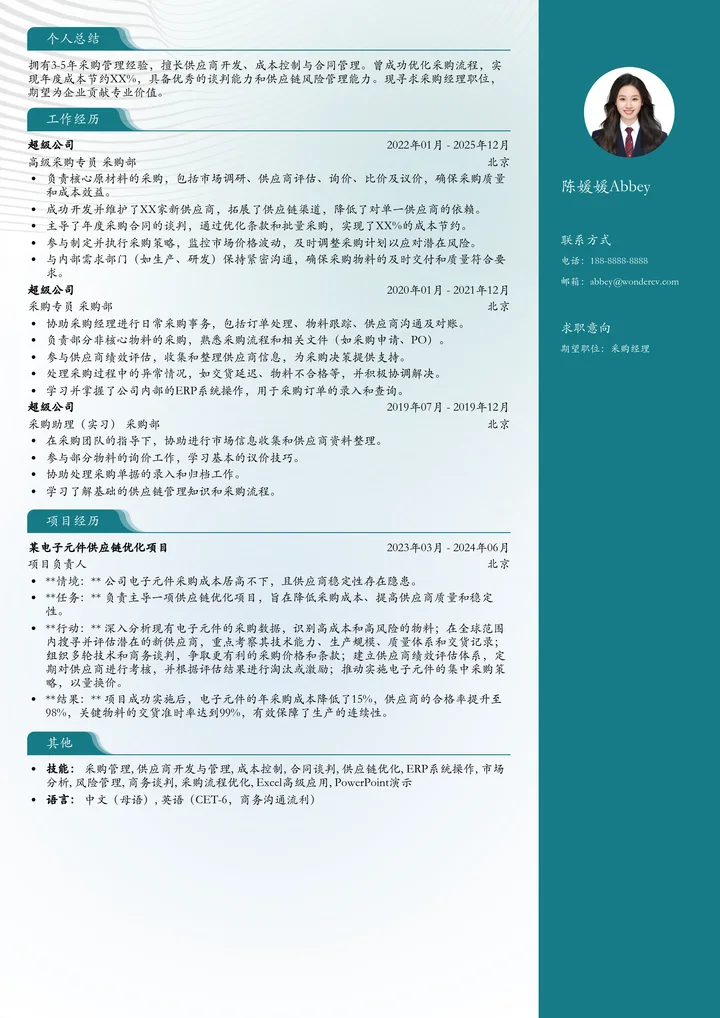 个人总结
拥有3-5年采购管理经验，擅长供应商开发、成本控制与合同管理。曾成功优化采购流程，实
现年度成本节约XX%，具备优秀的谈判能力和供应链风险管理能力。现寻求采购经理职位，
期望为企业贡献专业价值。
工作经历
超级公司 2022年01月 - 2025年12月
高级采购专员 采购部 北京
• 负责核心原材料的采购，包括市场调研、供应商评估、询价、比价及议价，确保采购质量
和成本效益。
• 成功开发并维护了XX家新供应商，拓展了供应链渠道，降低了对单一供应商的依赖。
• 主导了年度采购合同的谈判，通过优化条款和批量采购，实现了XX%的成本节约。
• 参与制定并执行采购策略，监控市场价格波动，及时调整采购计划以应对潜在风险。
• 与内部需求部门（如生产、研发）保持紧密沟通，确保采购物料的及时交付和质量符合要
求。
超级公司 2020年01月 - 2021年12月
采购专员 采购部 北京
• 协助采购经理进行日常采购事务，包括订单处理、物料跟踪、供应商沟通及对账。
• 负责部分非核心物料的采购，熟悉采购流程和相关文件（如采购申请、PO）。
• 参与供应商绩效评估，收集和整理供应商信息，为采购决策提供支持。
• 处理采购过程中的异常情况，如交货延迟、物料不合格等，并积极协调解决。
• 学习并掌握了公司内部的ERP系统操作，用于采购订单的录入和查询。
超级公司 2019年07月 - 2019年12月
采购助理（实习） 采购部 北京
• 在采购团队的指导下，协助进行市场信息收集和供应商资料整理。
• 参与部分物料的询价工作，学习基本的议价技巧。
• 协助处理采购单据的录入和归档工作。
• 学习了解基础的供应链管理知识和采购流程。
项目经历
某电子元件供应链优化项目 2023年03月 - 2024年06月
项目负责人 北京
• **情境：** 公司电子元件采购成本居高不下，且供应商稳定性存在隐患。
• **任务：** 负责主导一项供应链优化项目，旨在降低采购成本、提高供应商质量和稳定
性。
• **行动：** 深入分析现有电子元件的采购数据，识别高成本和高风险的物料；在全球范围
内搜寻并评估潜在的新供应商，重点考察其技术能力、生产规模、质量体系和交货记录；
组织多轮技术和商务谈判，争取更有利的采购价格和条款；建立供应商绩效评估体系，定
期对供应商进行考核，并根据评估结果进行淘汰或激励；推动实施电子元件的集中采购策
略，以量换价。
• **结果：** 项目成功实施后，电子元件的年采购成本降低了15%，供应商的合格率提升至
98%，关键物料的交货准时率达到99%，有效保障了生产的连续性。
其他
• 技能： 采购管理, 供应商开发与管理, 成本控制, 合同谈判, 供应链优化, ERP系统操作, 市场
分析, 风险管理, 商务谈判, 采购流程优化, Excel高级应用, PowerPoint演示
• 语言： 中文（母语）, 英语（CET-6，商务沟通流利）
陈媛媛Abbey
联系方式
电话：188-8888-8888
邮箱：abbey@wondercv.com
求职意向
期望职位：采购经理